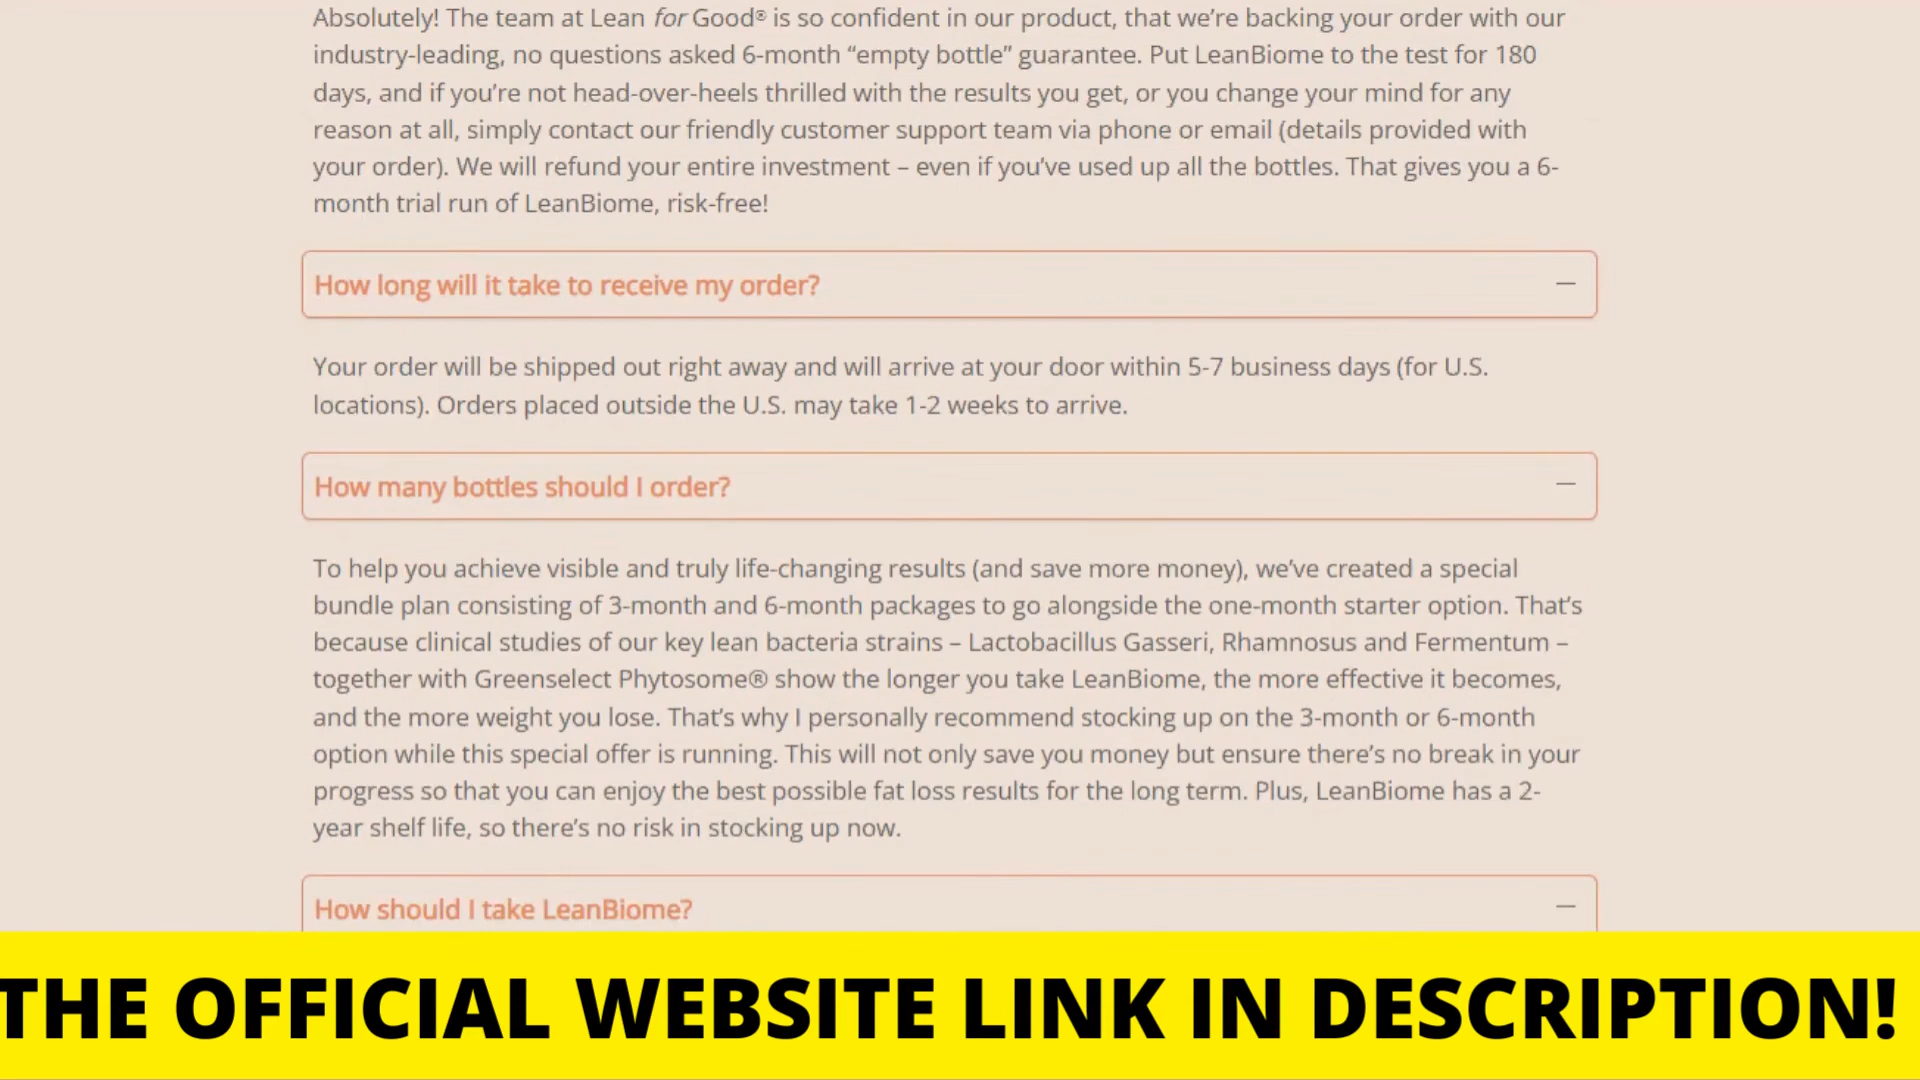 Absolutely! The team at Lean for Good® is so confident in our product, that we’re backing your order with our
industry-leading, no questions asked 6-month “empty bottle” guarantee. Put LeanBiome to the test for 180
days, and if you’re not head-over-heels thrilled with the results you get, or you change your mind for any
reason at all, simply contact our friendly customer support team via phone or email (details provided with
your order). We will refund your entire investment – even if you’ve used up all the bottles. That gives you a 6-
month trial run of LeanBiome, risk-free!
How long will it take to receive my order?
Your order will be shipped out right away and will arrive at your door within 5-7 business days (for U.S.
locations). Orders placed outside the U.S. may take 1-2 weeks to arrive.
How many bottles should I order?
To help you achieve visible and truly life-changing results (and save more money), we’ve created a special
bundle plan consisting of 3-month and 6-month packages to go alongside the one-month starter option. That’s
because clinical studies of our key lean bacteria strains – Lactobacillus Gasseri, Rhamnosus and Fermentum –
together with Greenselect Phytosome® show the longer you take LeanBiome, the more effective it becomes,
and the more weight you lose. That’s why I personally recommend stocking up on the 3-month or 6-month
option while this special offer is running. This will not only save you money but ensure there’s no break in your
progress so that you can enjoy the best possible fat loss results for the long term. Plus, LeanBiome has a 2-
year shelf life, so there’s no risk in stocking up now.
How should I take LeanBiome?
THE OFFICIAL WEBSITE LINK IN DESCRIPTION!